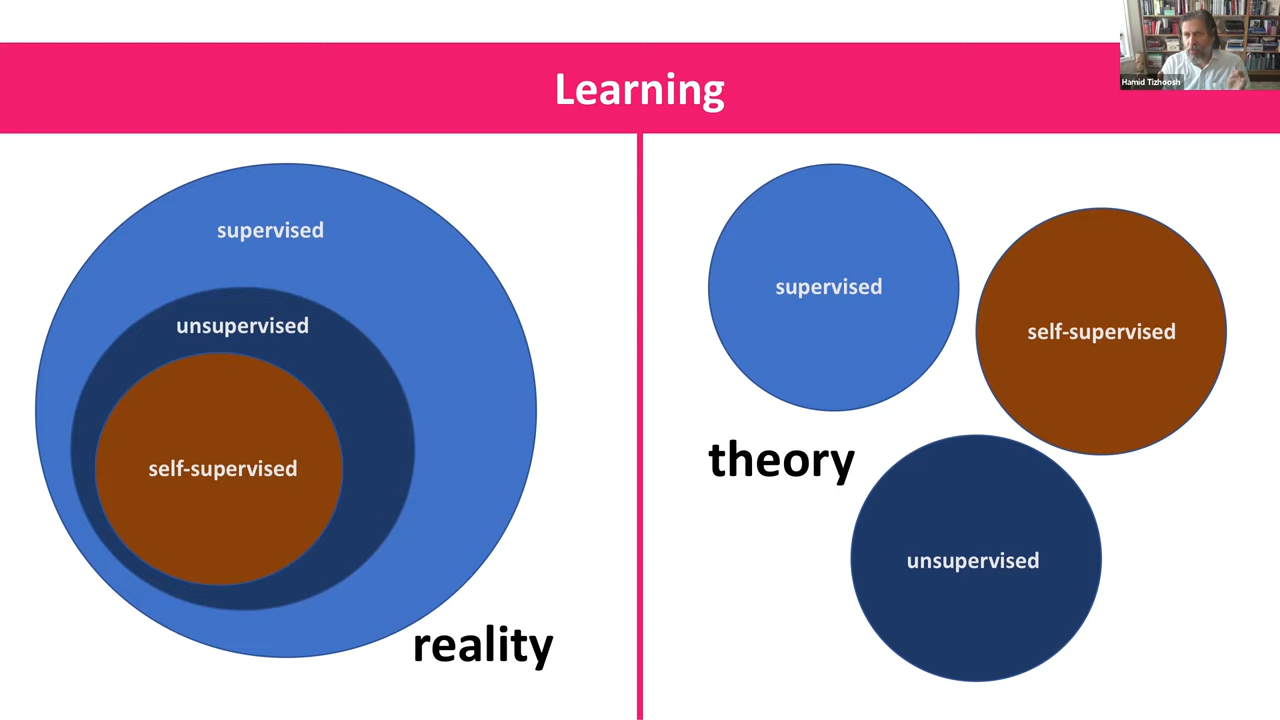 Learning
Hamid Tizhoosh
supervised
unsupervised
self-supervised
reality
supervised
self-supervised
theory
unsupervised